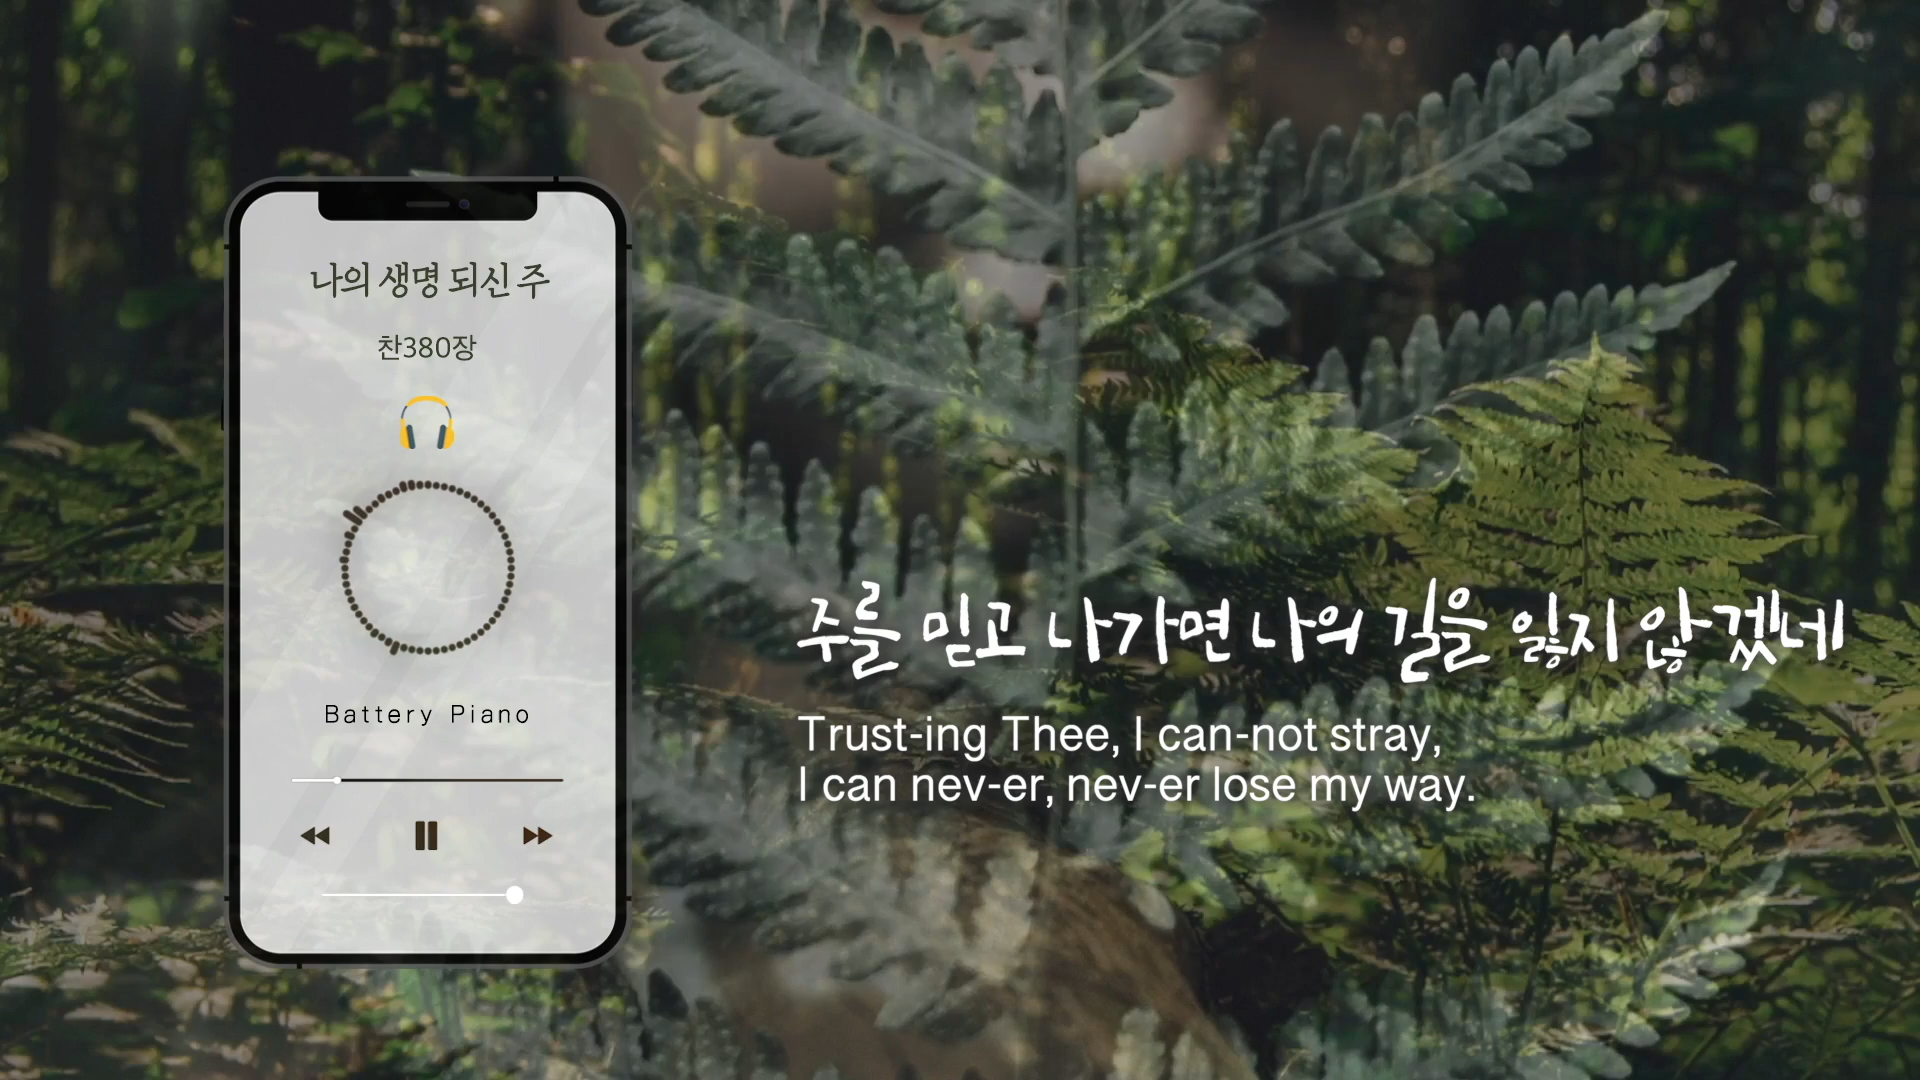 나의 생명 되신 주
찬380장
Battery Piano
주를 믿고 나가면 나의 길을 잃지 않겠네
Trust-ing Thee, I can-not stray,
I can nev-er, nev-er lose my way.